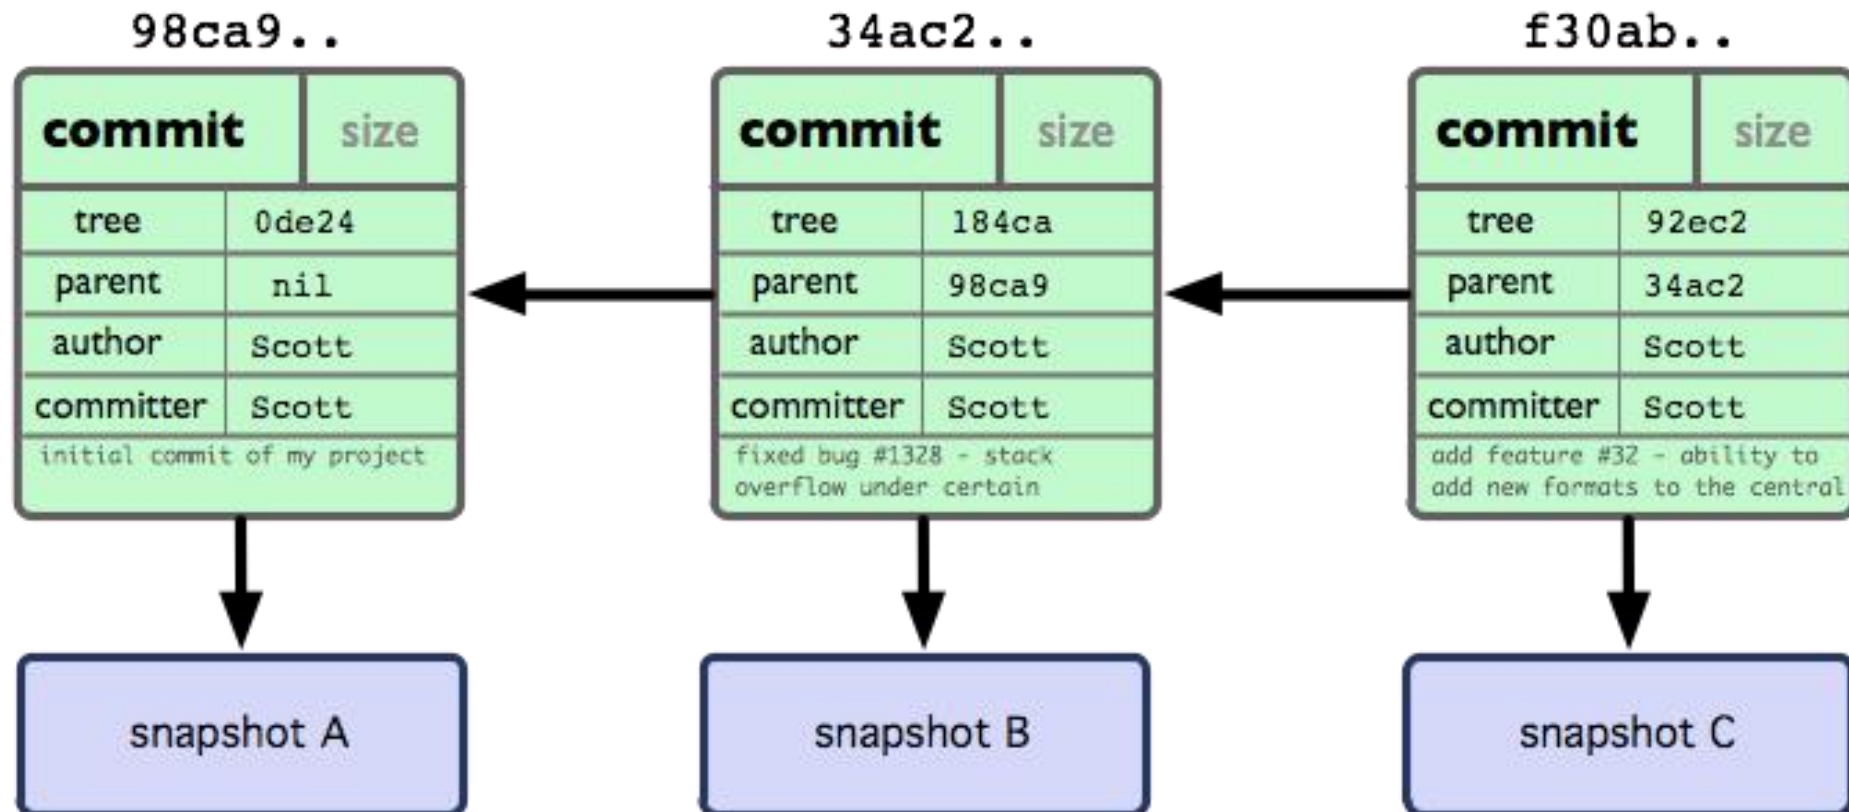 98ca9..
commit size
tree 0de24
parent nil
author Scott
committer Scott
initial commit of my project
snapshot A
34ac2..
commit size
tree 184ca
parent 98ca9
author Scott
committer Scott
fixed bug #1328 - stack
overflow under certain
snapshot B
f30ab..
commit size
tree 92ec2
parent 34ac2
author Scott
committer Scott
add feature #32 - ability to
add new formats to the central
snapshot C